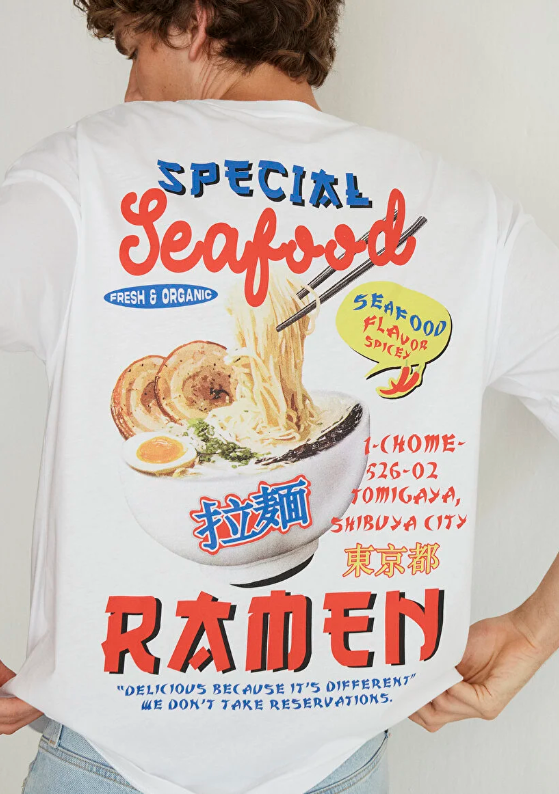 SPECIAL
Seafood
FRESH & ORGANIC
SEAFOOD
FLAVOR
SPICEY
1-CHOME-
526-02
TOMIGAYA,
SHIBUYA CITY
拉麺
東京都
RAMEN
"DELICIOUS BECAUSE IT'S DIFFERENT"
WE DON'T TAKE RESERVATIONS.